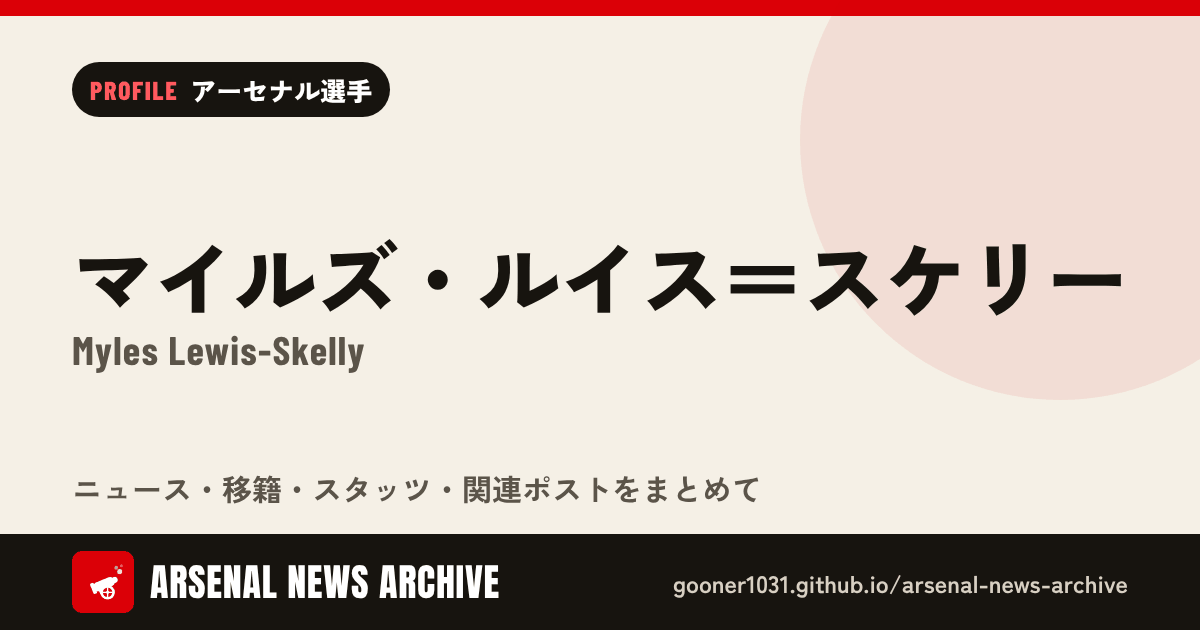 PROFILE アーセナル選手
マイルズ・ルイス＝スケリー
Myles Lewis-Skelly
ニュース・移籍・スタッツ・関連ポストをまとめて
ARSENAL NEWS ARCHIVE
gooner1031.github.io/arsenal-news-archive